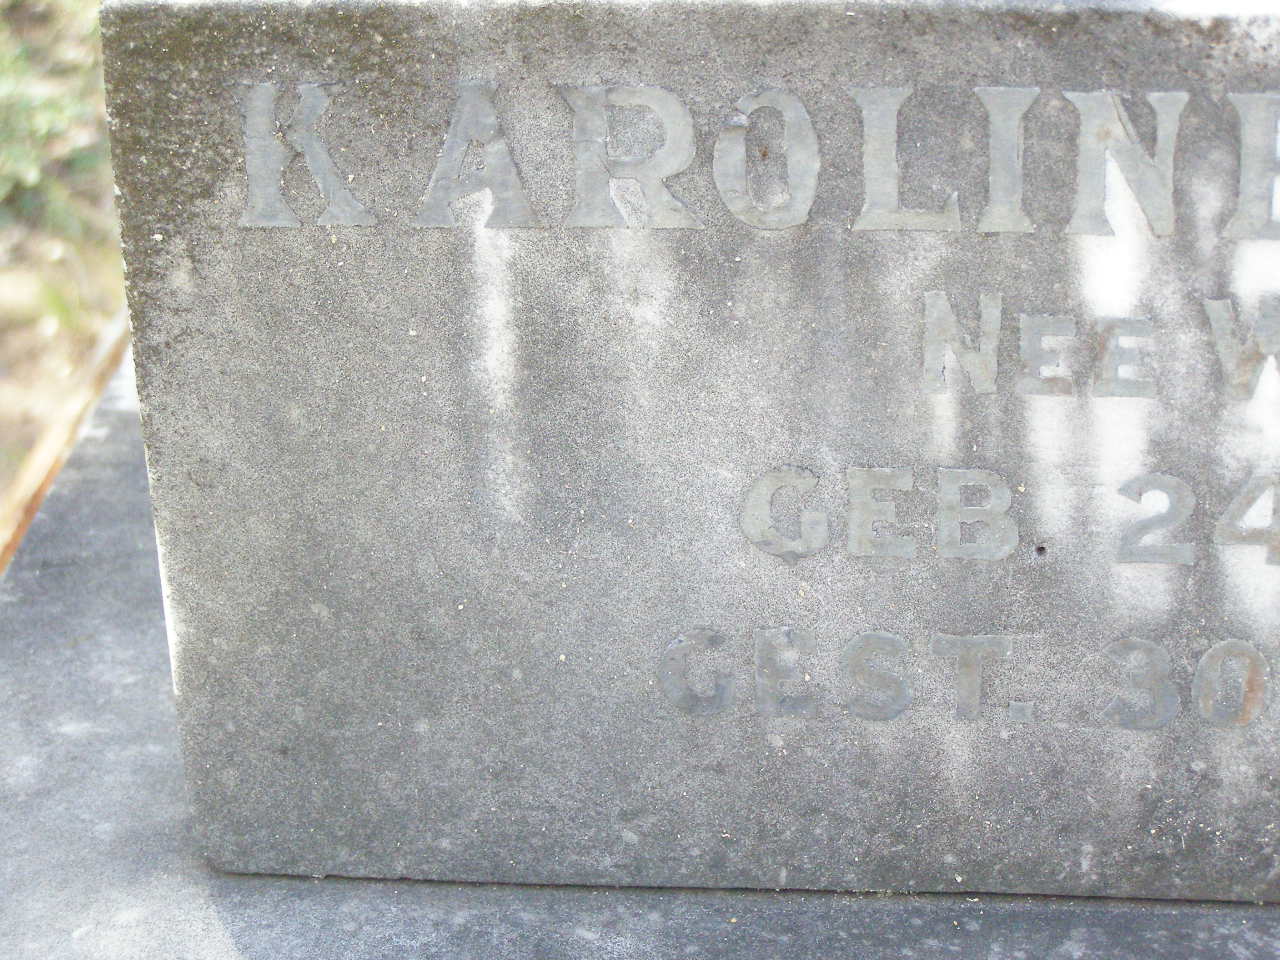 KAROLINE
NEE W
GEB. 24
GEST. 30